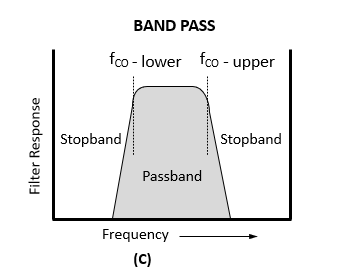 BAND PASS
fco - lower
fco - upper
Filter Response
Stopband
Stopband
Passband
Frequency
(C)